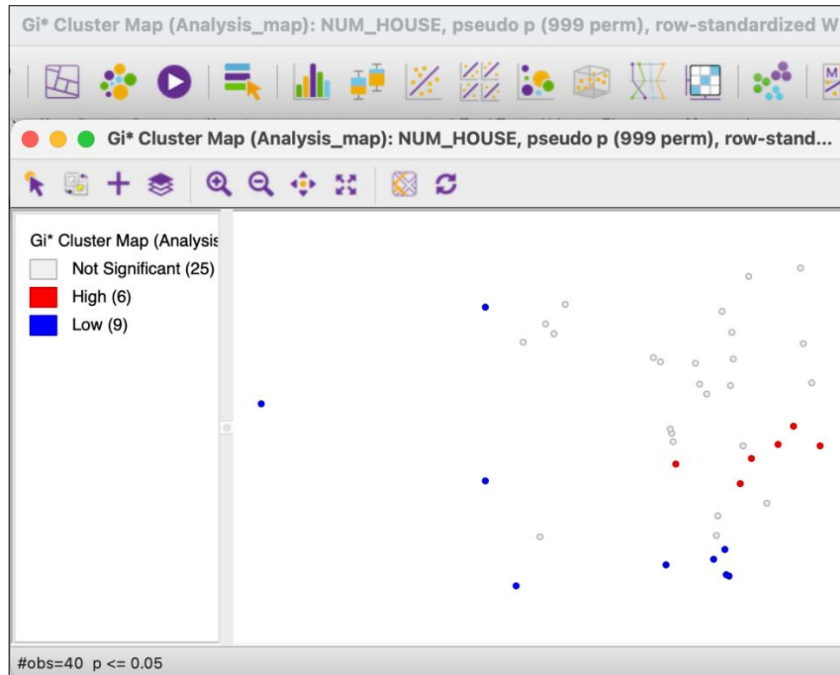 Gi* Cluster Map (Analysis_map): NUM_HOUSE, pseudo p (999 perm), row-standardized W
M
Gi* Cluster Map (Analysis_map): NUM_HOUSE, pseudo p (999 perm), row-stand...
Gi* Cluster Map (Analysis
Not Significant (25)
High (6)
Low (9)
#obs=40 p <= 0.05